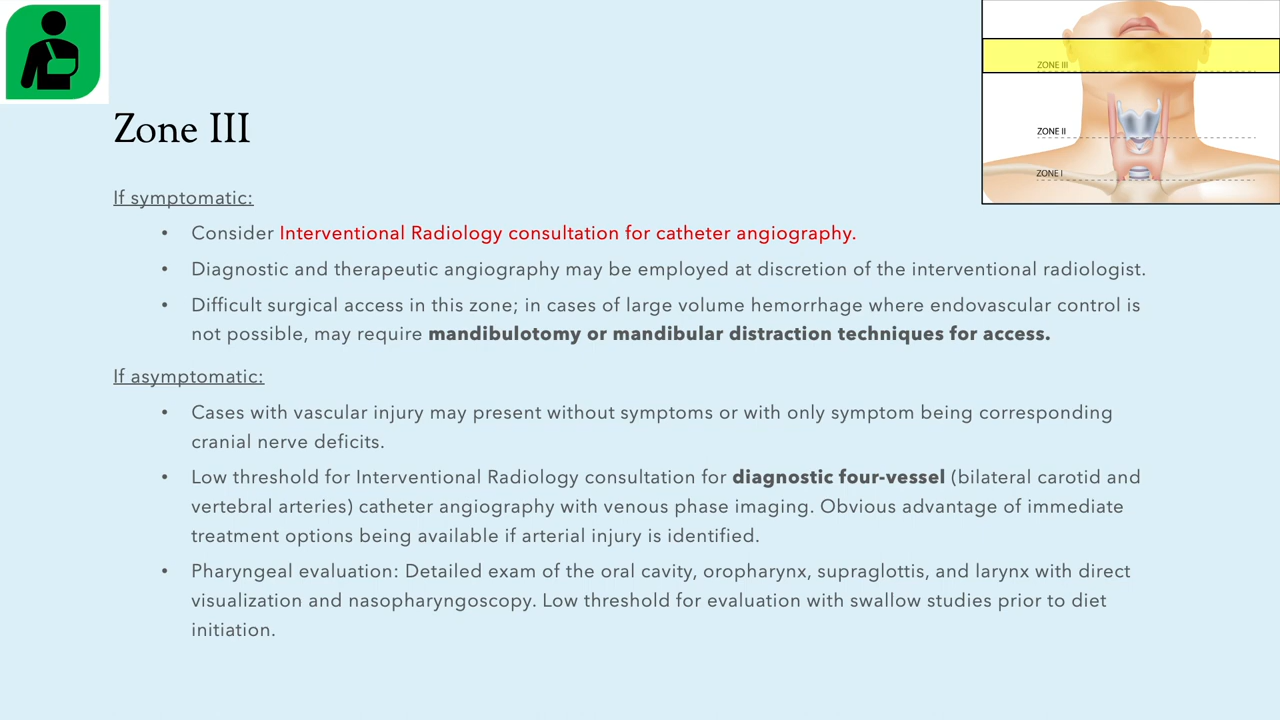 ZONE III
ZONE II
ZONE I
Zone III
If symptomatic:
• Consider Interventional Radiology consultation for catheter angiography.
• Diagnostic and therapeutic angiography may be employed at discretion of the interventional radiologist.
• Difficult surgical access in this zone; in cases of large volume hemorrhage where endovascular control is
not possible, may require mandibulotomy or mandibular distraction techniques for access.
If asymptomatic:
• Cases with vascular injury may present without symptoms or with only symptom being corresponding
cranial nerve deficits.
• Low threshold for Interventional Radiology consultation for diagnostic four-vessel (bilateral carotid and
vertebral arteries) catheter angiography with venous phase imaging. Obvious advantage of immediate
treatment options being available if arterial injury is identified.
• Pharyngeal evaluation: Detailed exam of the oral cavity, oropharynx, supraglottis, and larynx with direct
visualization and nasopharyngoscopy. Low threshold for evaluation with swallow studies prior to diet
initiation.